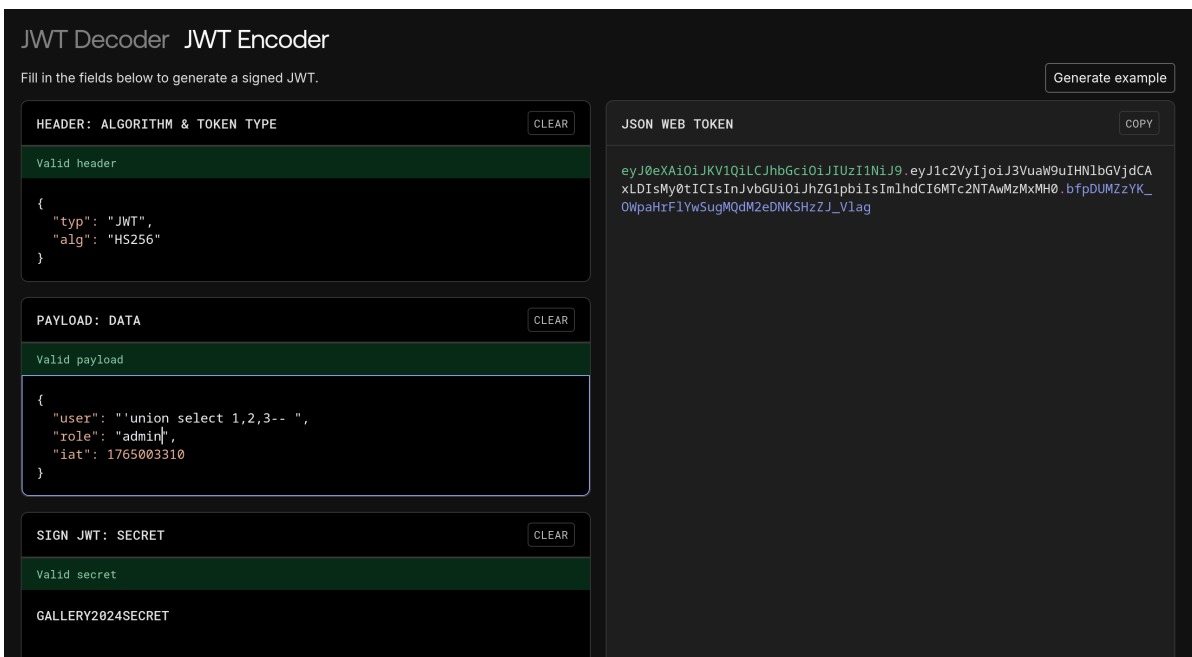 JWT Decoder JWT Encoder
Fill in the fields below to generate a signed JWT.
Generate example
HEADER: ALGORITHM & TOKEN TYPE
CLEAR
Valid header
{
"typ": "JWT",
"alg": "HS256"
}
PAYLOAD: DATA
CLEAR
Valid payload
{
"user": "'union select 1,2,3-- ",
"role": "admin",
"iat": 1765003310
}
SIGN JWT: SECRET
CLEAR
Valid secret
GALLERY2024SECRET
JSON WEB TOKEN
COPY
eyJ0eXAiOiJKV1QiLCJhbGciOiJIUzI1NiJ9.eyJ1c2VyIjoiJ3VuaW9uIHNlbGVjdCA
xLDIsMy0tICIsInJvbGUiOiJhZG1pbiIsImlhdCI6MTc2NTAwMzMxMH0.bfpDUMZzYK_
OWpaHrFlYwSugMQdM2eDNKSHzZJ_Vlag